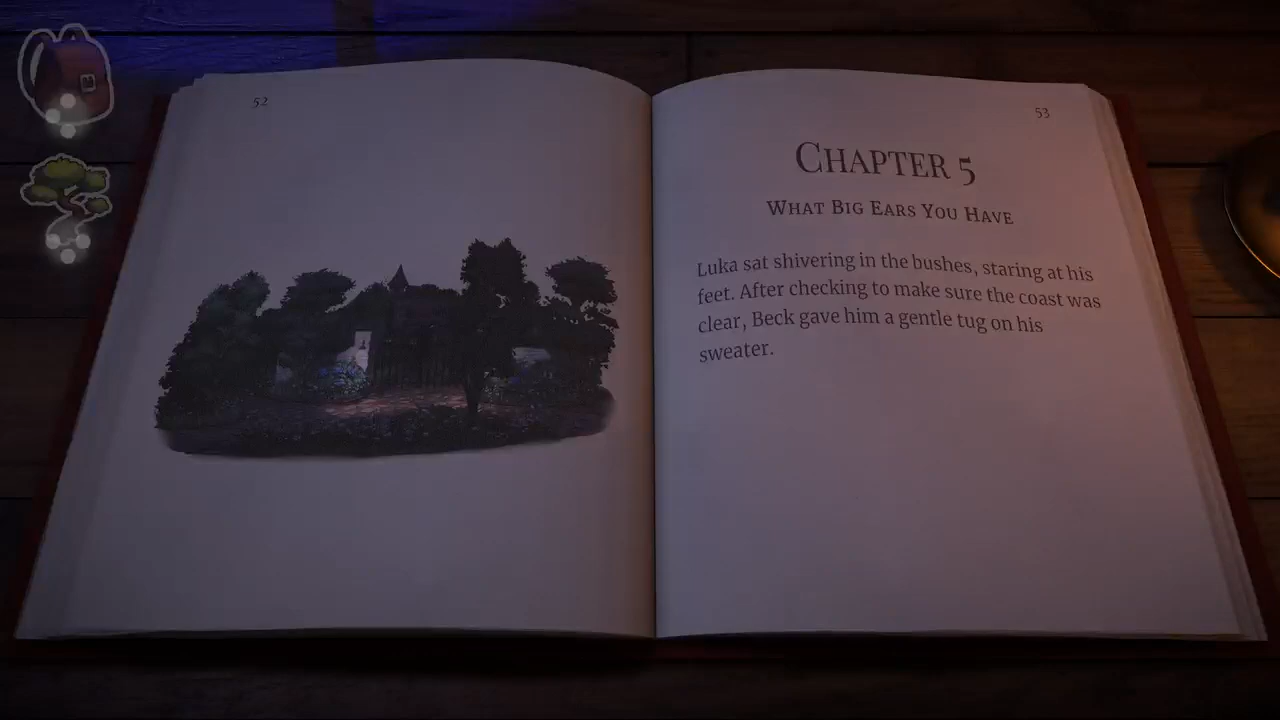 52
53
Chapter 5
What Big Ears You Have
Luka sat shivering in the bushes, staring at his
feet. After checking to make sure the coast was
clear, Beck gave him a gentle tug on his
sweater.